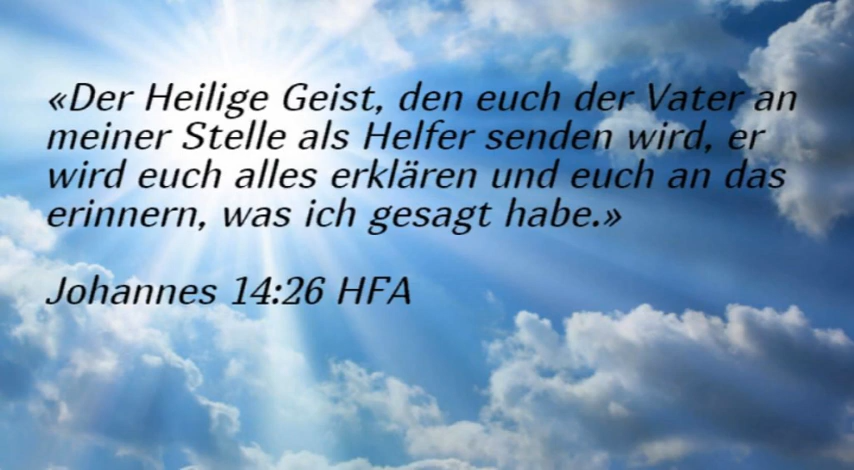 «Der Heilige Geist, den euch der Vater an
meiner Stelle als Helfer senden wird, er
wird euch alles erklären und euch an das
erinnern, was ich gesagt habe.»
Johannes 14:26 HFA